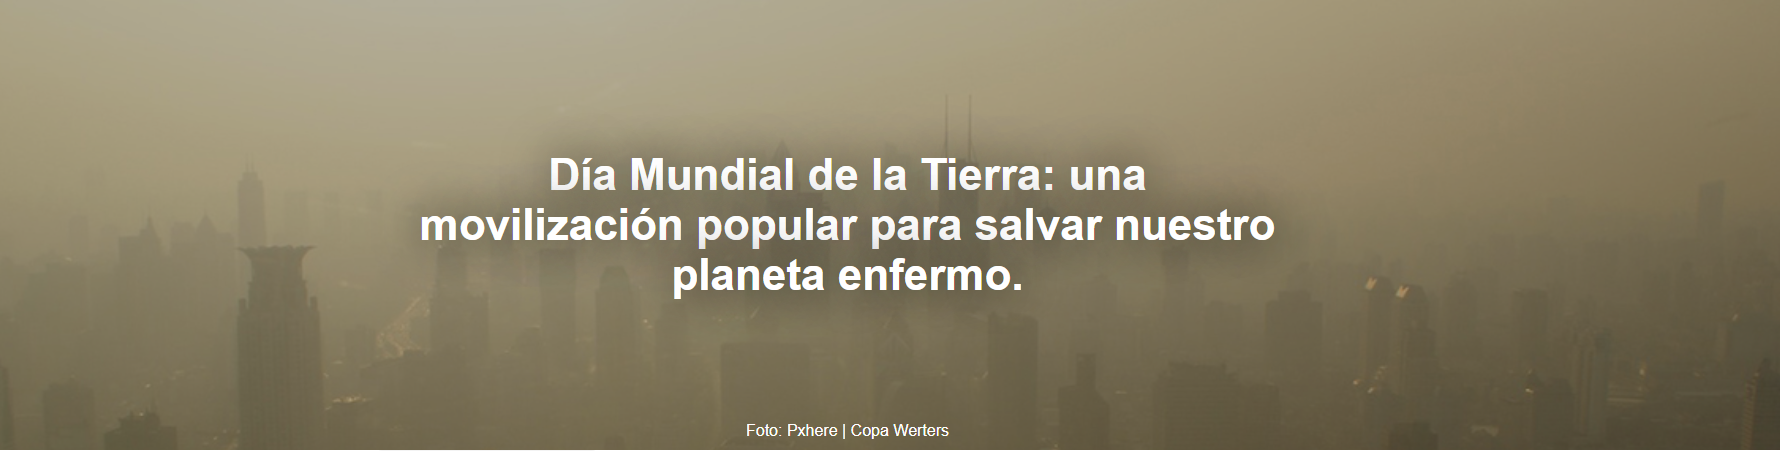 Día Mundial de la Tierra: una
movilización popular para salvar nuestro
planeta enfermo.
Foto: Pxhere | Copa Werters